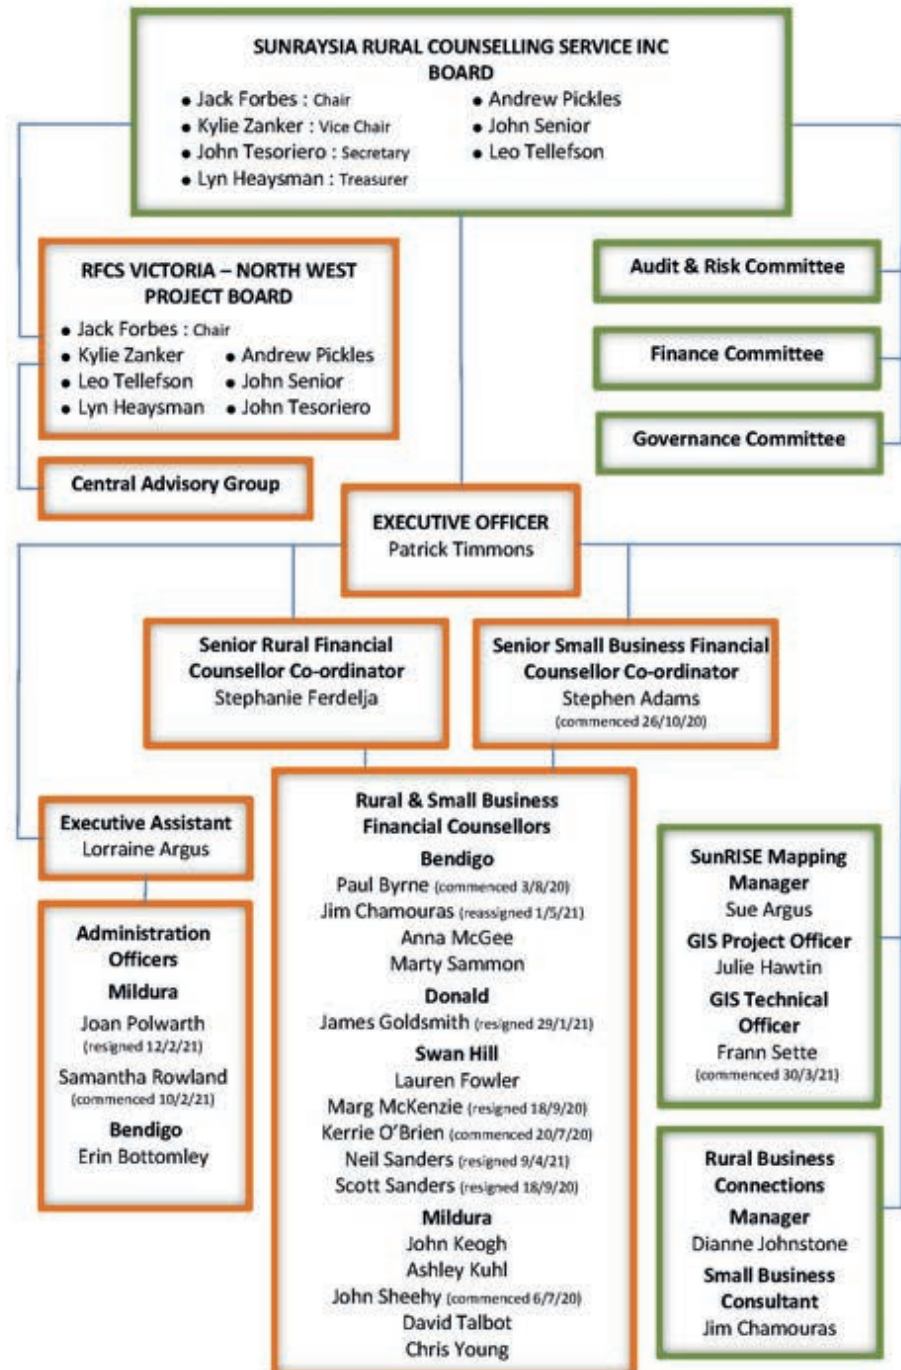 SUNRAYSIA RURAL COUNSELLING SERVICE INC
BOARD
• Jack Forbes : Chair
• Kylie Zanker : Vice Chair
• John Tesoriero : Secretary
• Lyn Heaysman : Treasurer
• Andrew Pickles
• John Senior
• Leo Tellefson
RFCS VICTORIA – NORTH WEST
PROJECT BOARD
• Jack Forbes : Chair
• Kylie Zanker
• Leo Tellefson
• Lyn Heaysman
• Andrew Pickles
• John Senior
• John Tesoriero
Central Advisory Group
Audit & Risk Committee
Finance Committee
Governance Committee
EXECUTIVE OFFICER
Patrick Timmons
Senior Rural Financial
Counsellor Co-ordinator
Stephanie Ferdelja
Senior Small Business Financial
Counsellor Co-ordinator
Stephen Adams
(commenced 26/10/20)
Executive Assistant
Lorraine Argus
Administration
Officers
Mildura
Joan Polwarth
(resigned 12/2/21)
Samantha Rowland
(commenced 10/2/21)
Bendigo
Erin Bottomley
Rural & Small Business
Financial Counsellors
Bendigo
Paul Byrne (commenced 3/8/20)
Jim Chamouras (reassigned 1/5/21)
Anna McGee
Marty Sammon
Donald
James Goldsmith (resigned 29/1/21)
Swan Hill
Lauren Fowler
Marg McKenzie (resigned 18/9/20)
Kerrie O'Brien (commenced 20/7/20)
Neil Sanders (resigned 9/4/21)
Scott Sanders (resigned 18/9/20)
Mildura
John Keogh
Ashley Kuhl
John Sheehy (commenced 6/7/20)
David Talbot
Chris Young
SunRISE Mapping
Manager
Sue Argus
GIS Project Officer
Julie Hawtin
GIS Technical
Officer
Frann Sette
(commenced 30/3/21)
Rural Business
Connections
Manager
Dianne Johnstone
Small Business
Consultant
Jim Chamouras